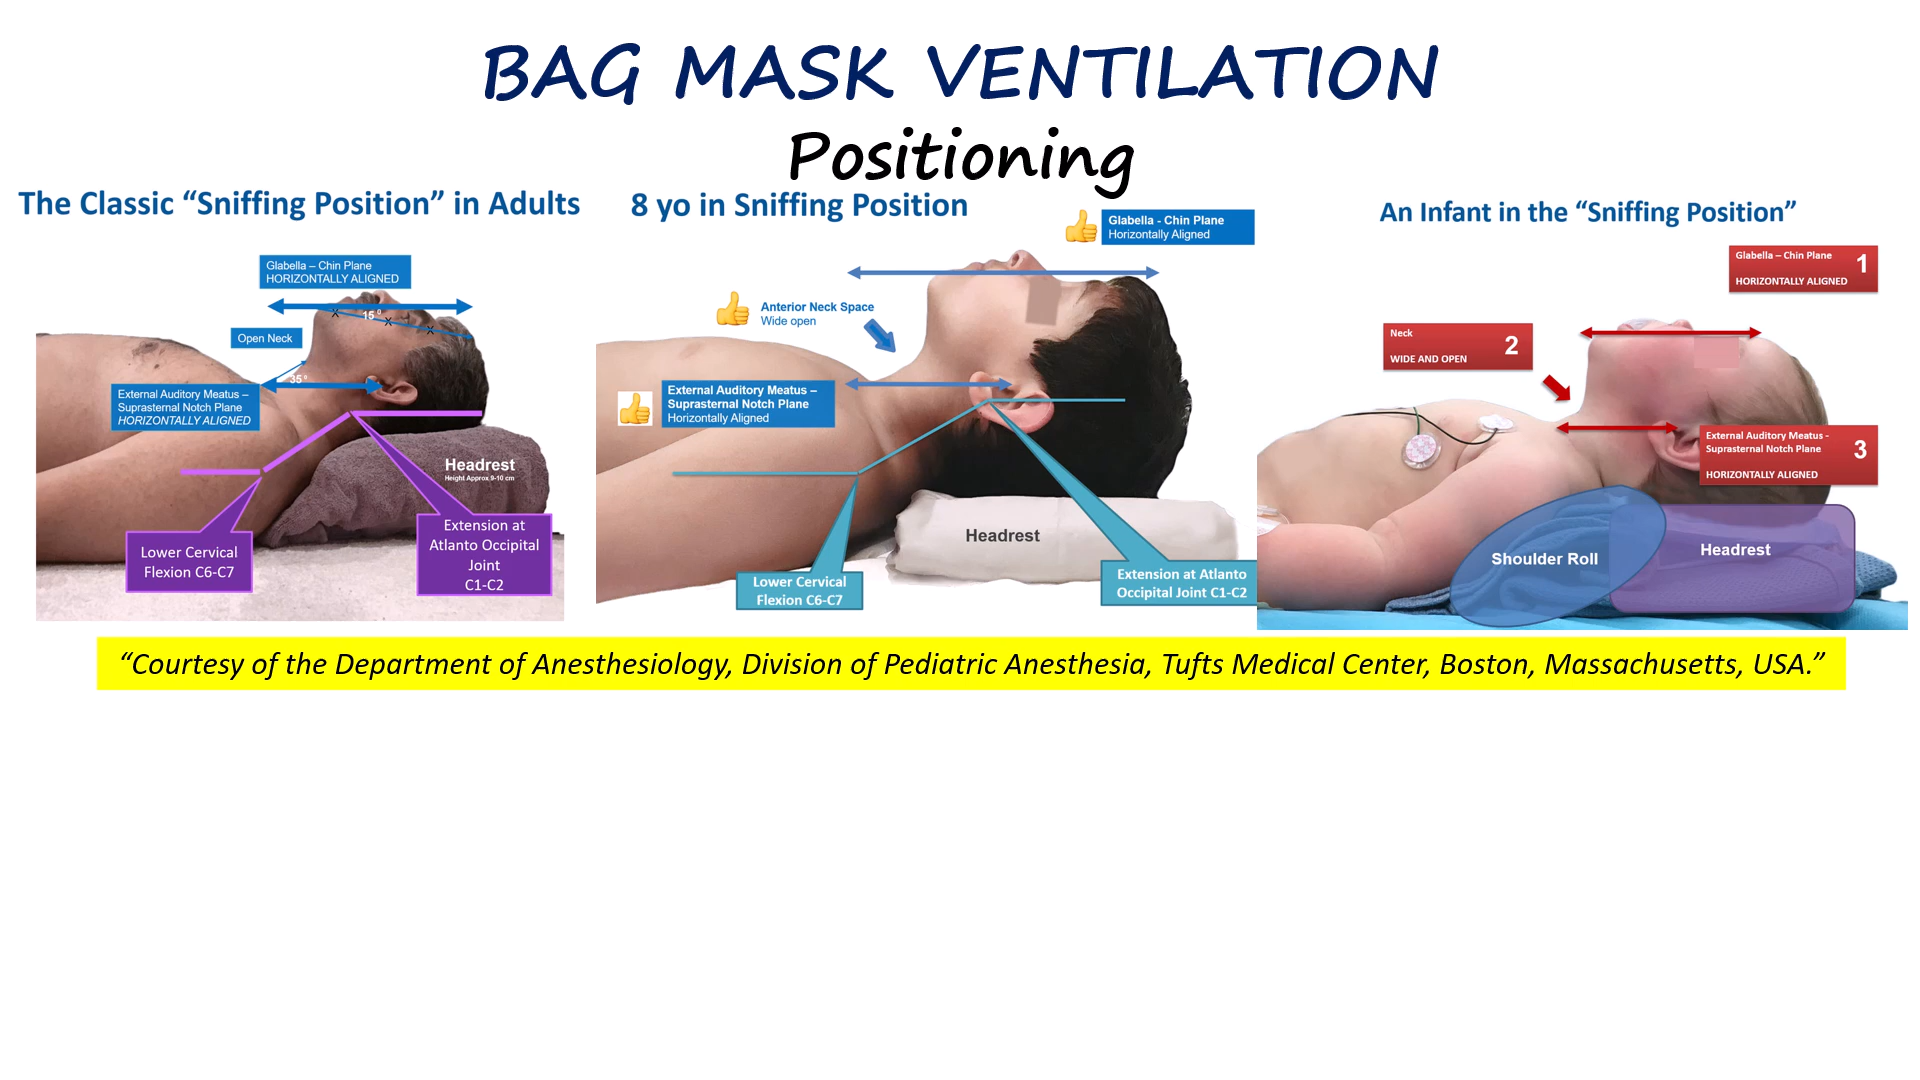 BAG MASK VENTILATION
Positioning
The Classic “Sniffing Position” in Adults
Glabella – Chin Plane
HORIZONTALLY ALIGNED
15 0
Open Neck
35 0
External Auditory Meatus –
Suprasternal Notch Plane
HORIZONTALLY ALIGNED
Headrest
Height Approx 9-10 cm
Lower Cervical
Flexion C6-C7
Extension at
Atlanto Occipital
Joint
C1-C2
8 yo in Sniffing Position
Glabella - Chin Plane
Horizontally Aligned
Anterior Neck Space
Wide open
External Auditory Meatus –
Suprasternal Notch Plane
Horizontally Aligned
Headrest
Lower Cervical
Flexion C6-C7
Extension at Atlanto
Occipital Joint C1-C2
An Infant in the “Sniffing Position”
Glabella – Chin Plane
1
HORIZONTALLY ALIGNED
Neck
2
WIDE AND OPEN
External Auditory Meatus -
Suprasternal Notch Plane
3
HORIZONTALLY ALIGNED
Shoulder Roll
Headrest
“Courtesy of the Department of Anesthesiology, Division of Pediatric Anesthesia, Tufts Medical Center, Boston, Massachusetts, USA.”